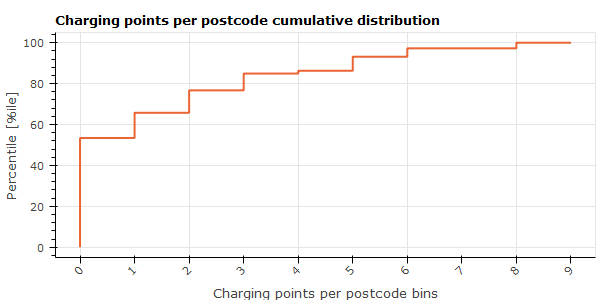 Charging points per postcode cumulative distribution
Percentile [%ile]
100
80
60
40
20
0
0 1 2 3 4 5 6 7 8 9
Charging points per postcode bins